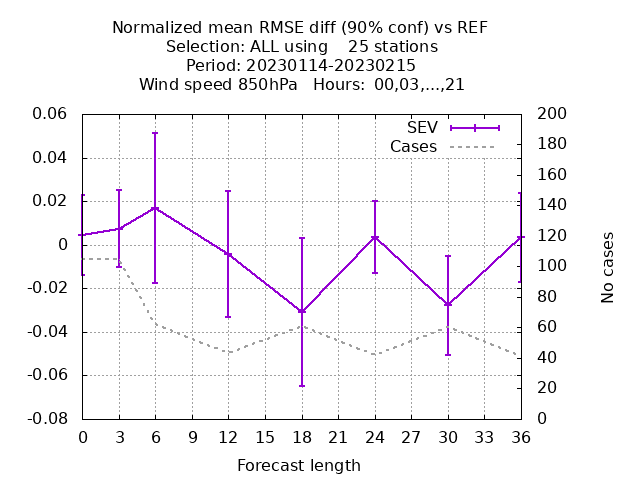 Normalized mean RMSE diff (90% conf) vs REF
Selection: ALL using    25 stations
Period: 20230114-20230215
Wind speed 850hPa   Hours: 00,03,...,21
SEV
Cases
0.06
0.04
0.02
0
-0.02
-0.04
-0.06
-0.08
200
180
160
140
120
100
80
60
40
20
0
No cases
0 3 6 9 12 15 18 21 24 27 30 33 36
Forecast length